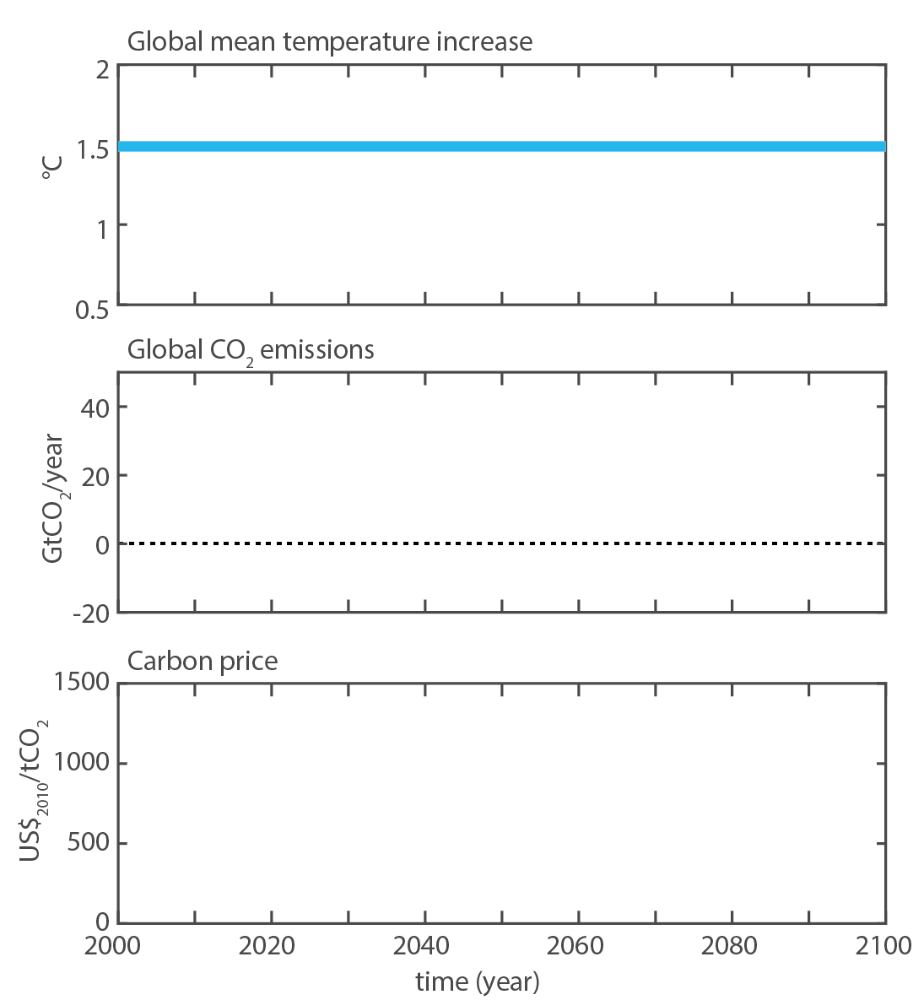 Global mean temperature increase
2
1.5
1
0.5
°C
Global CO₂ emissions
40
20
0
-20
GtCO₂/year
Carbon price
1500
1000
500
0
US$₂₀₁₀/tCO₂
2000 2020 2040 2060 2080 2100
time (year)